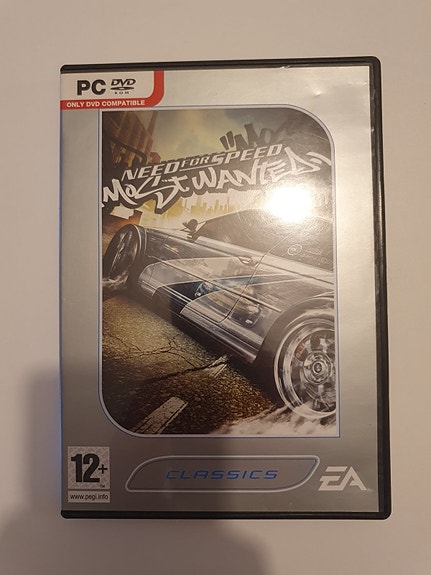 PC DVD
ROM
ONLY DVD COMPATIBLE
NEED FOR SPEED
MOST WANTED
12+
www.pegi.info
CLASSICS
EA